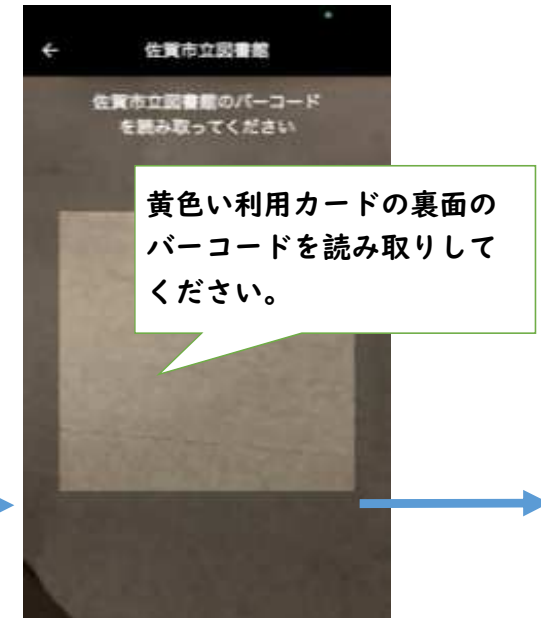 佐賀市立図書館
佐賀市立図書館のバーコード
を読み取ってください
黄色い利用カードの裏面の
バーコードを読み取りして
ください。